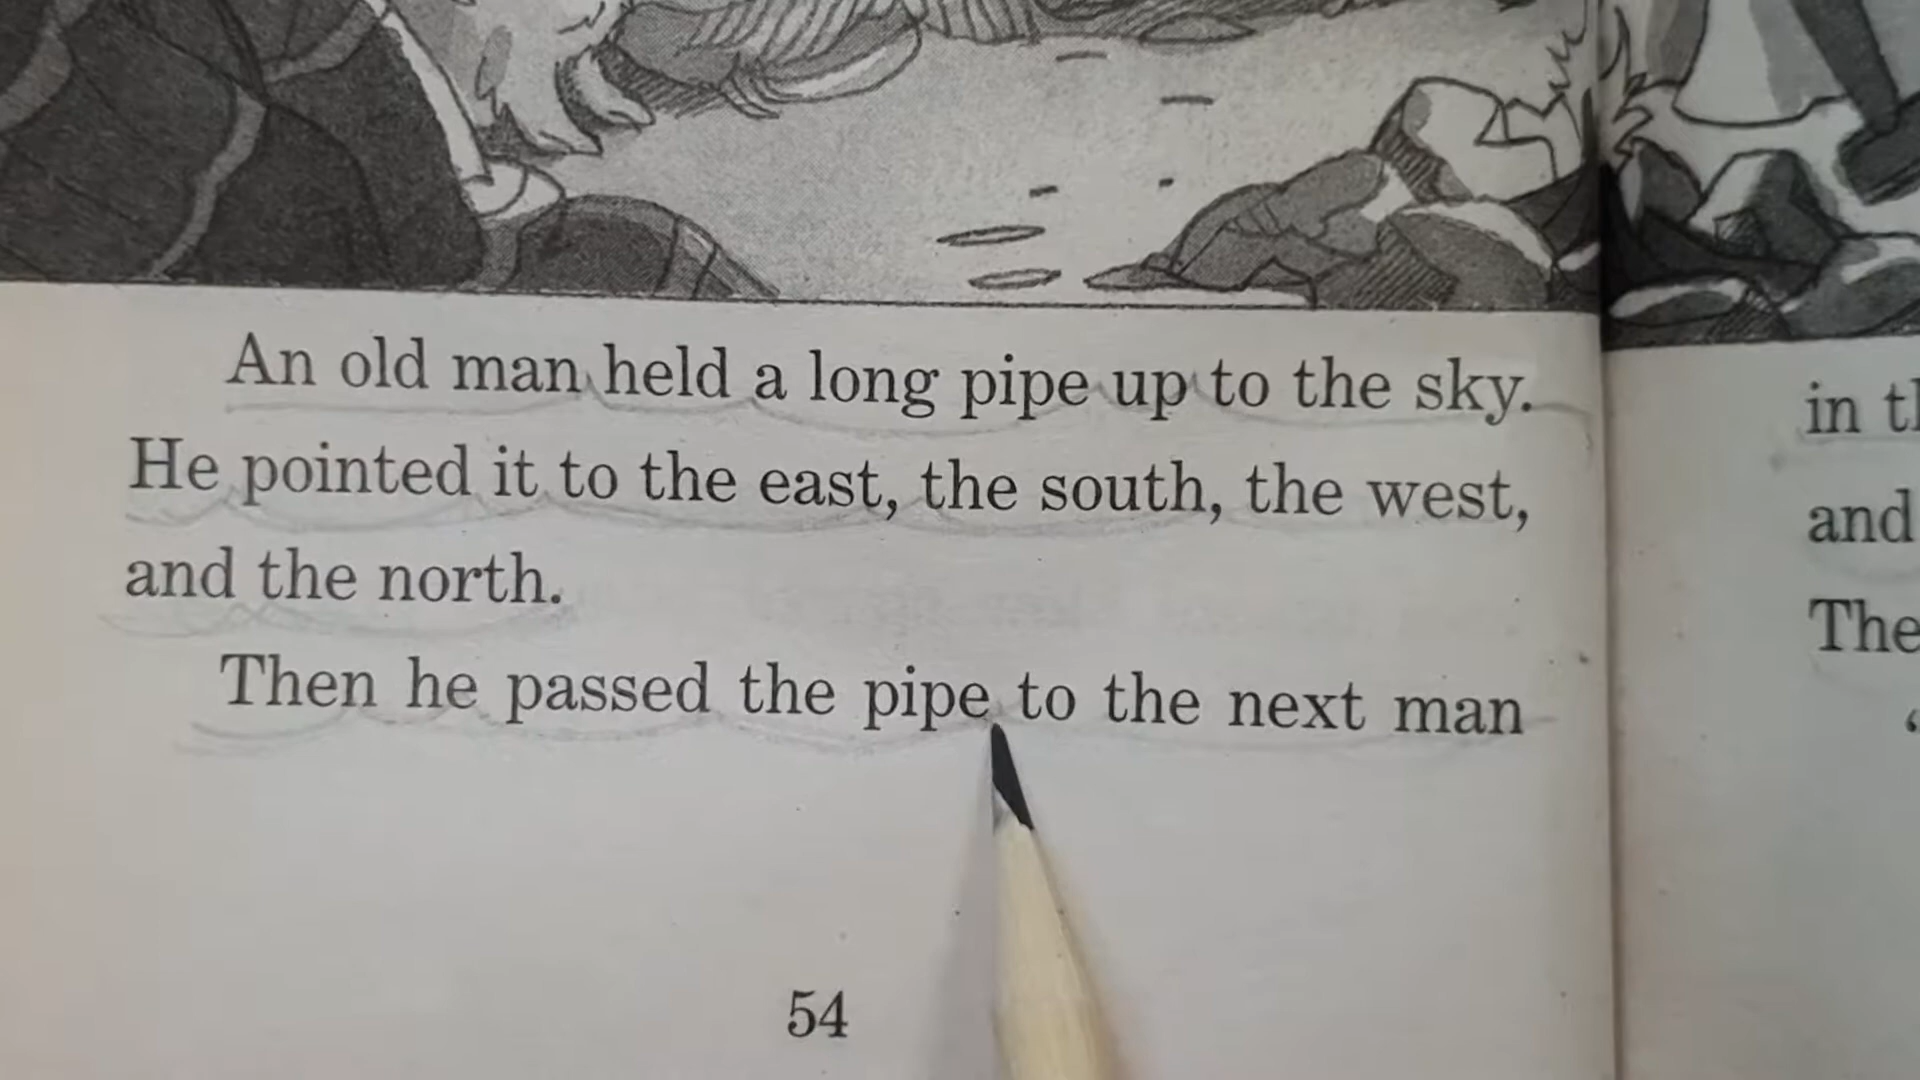 An old man held a long pipe up to the sky.
He pointed it to the east, the south, the west,
and the north.
Then he passed the pipe to the next man
54
in
and
The